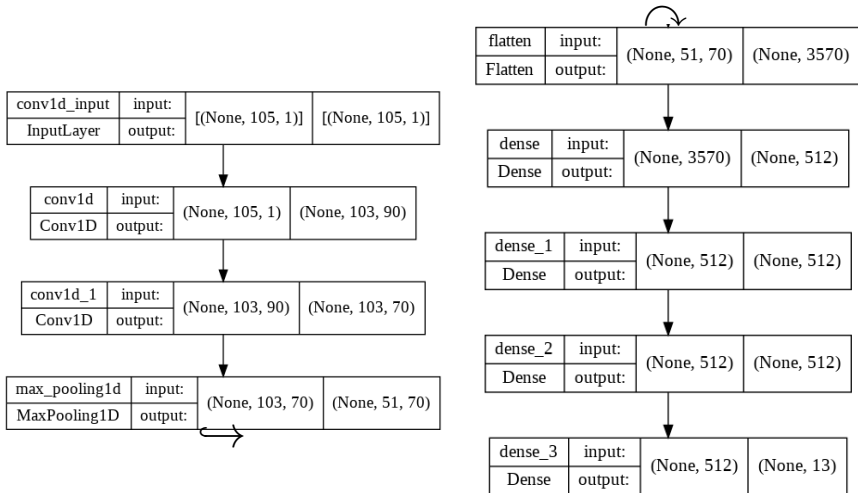 conv1d_input input: [(None, 105, 1)] [(None, 105, 1)]
InputLayer output:
conv1d input: (None, 105, 1) (None, 103, 90)
Conv1D output:
conv1d_1 input: (None, 103, 90) (None, 103, 70)
Conv1D output:
max_pooling1d input: (None, 103, 70) (None, 51, 70)
MaxPooling1D output:
flatten input: (None, 51, 70) (None, 3570)
Flatten output:
dense input: (None, 3570) (None, 512)
Dense output:
dense_1 input: (None, 512) (None, 512)
Dense output:
dense_2 input: (None, 512) (None, 512)
Dense output:
dense_3 input: (None, 512) (None, 13)
Dense output: